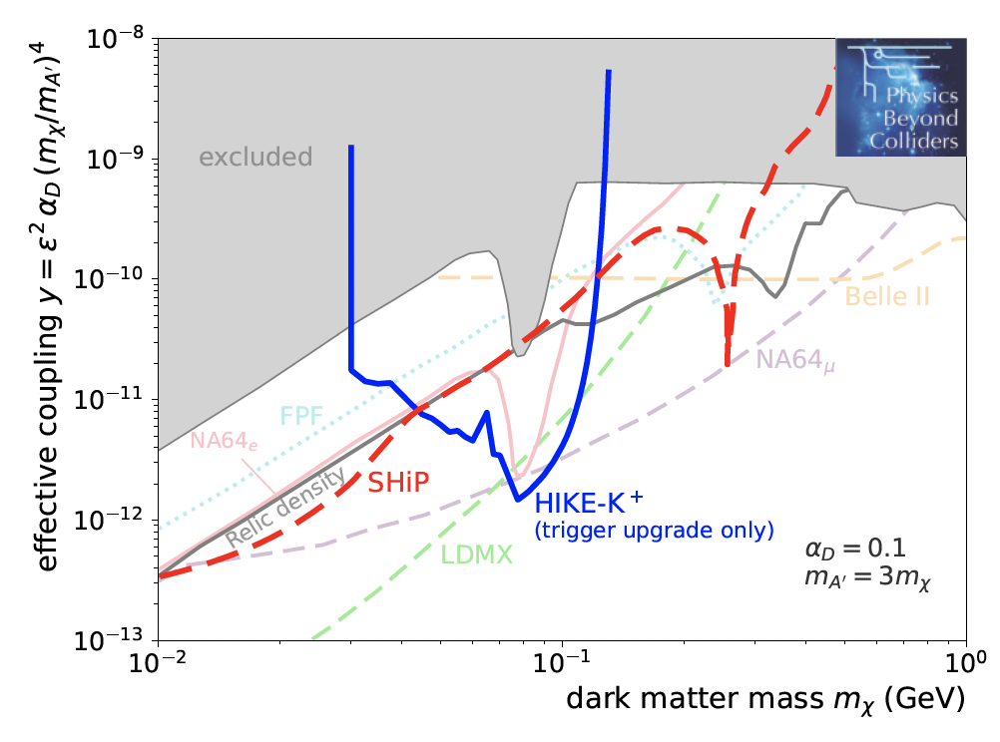 effective coupling y = ε² α_D (m_χ/m_A′)⁴
10⁻⁸
10⁻⁹
10⁻¹⁰
10⁻¹¹
10⁻¹²
10⁻¹³
excluded
Physics
Beyond
Colliders
Belle II
NA64_μ
FPF
NA64_e
Relic density
SHiP
HIKE-K⁺
(trigger upgrade only)
LDMX
α_D = 0.1
m_A′ = 3m_χ
10⁻²
10⁻¹
10⁰
dark matter mass m_χ (GeV)